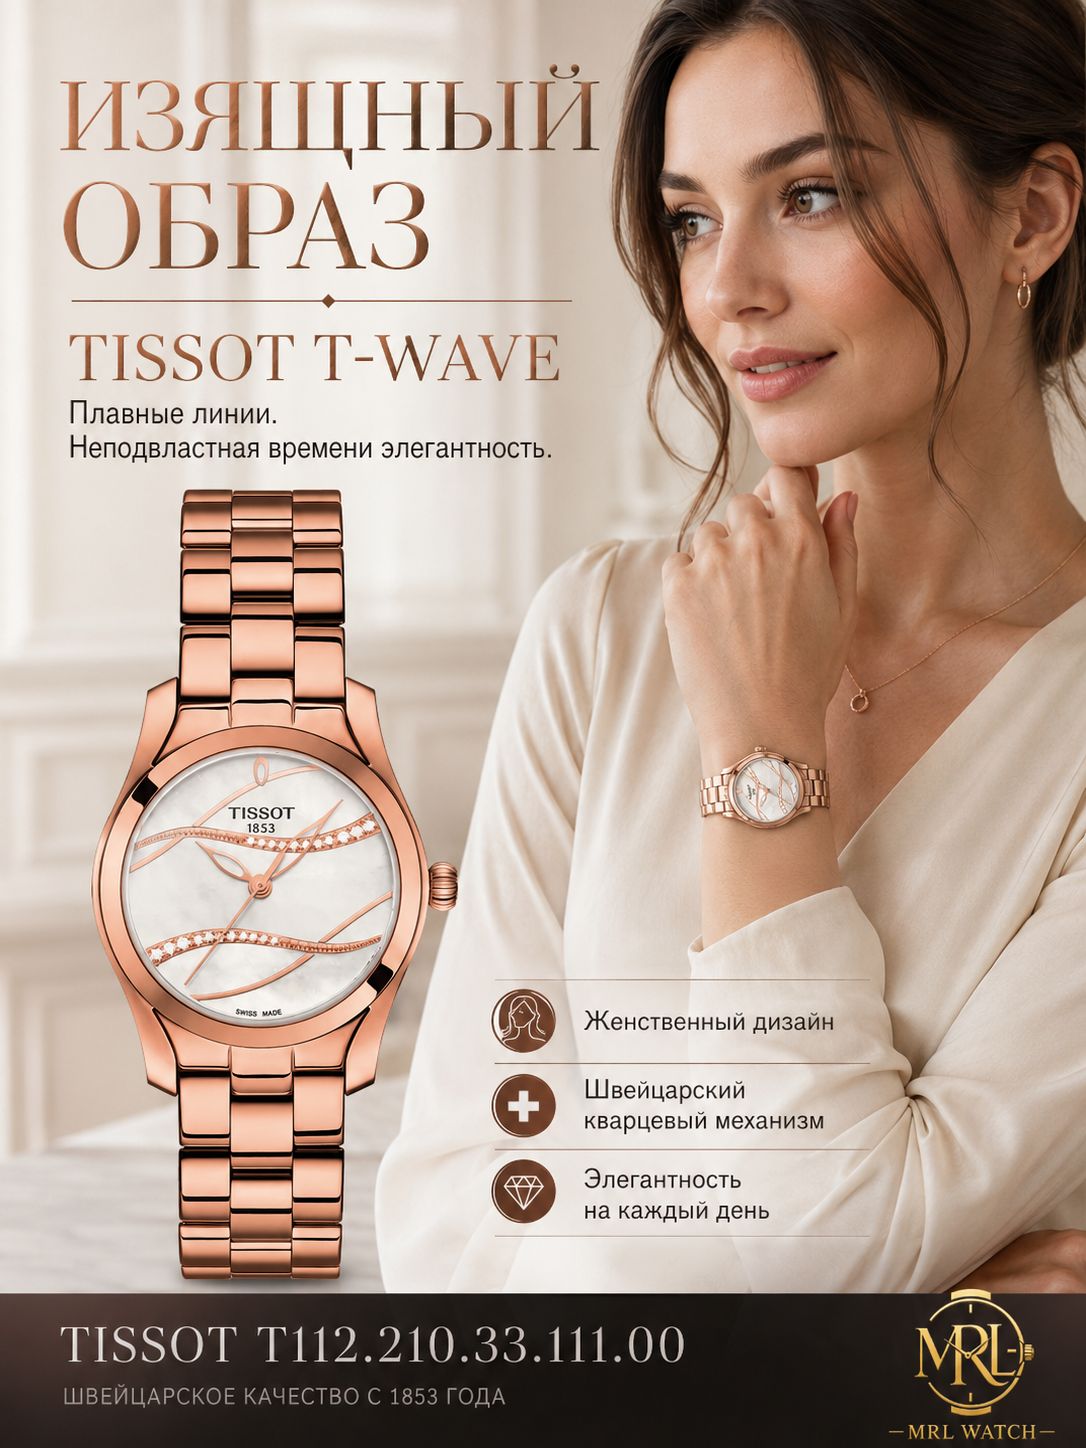 ИЗЯЩНЫЙ
ОБРАЗ
TISSOT T-WAVE
Плавные линии.
Неподвластная времени элегантность.
TISSOT
1853
SWISS MADE
Женственный дизайн
Швейцарский
кварцевый механизм
Элегантность
на каждый день
TISSOT T112.210.33.111.00
ШВЕЙЦАРСКОЕ КАЧЕСТВО С 1853 ГОДА
MRL
MRL WATCH